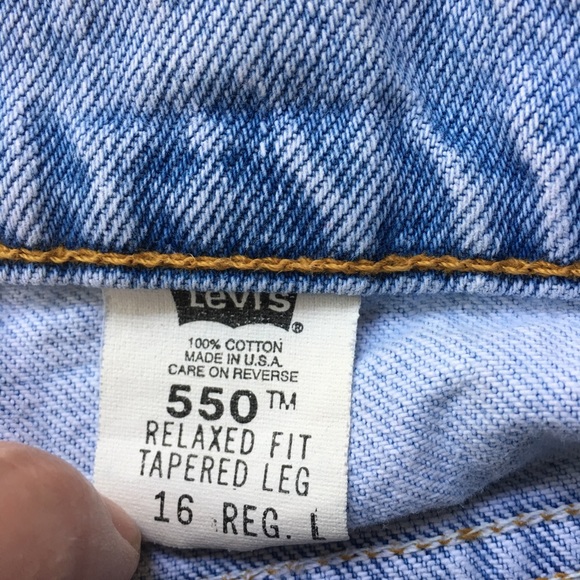 Levi's
®
100% COTTON
MADE IN U.S.A.
CARE ON REVERSE
550™
RELAXED FIT
TAPERED LEG
16 REG. L